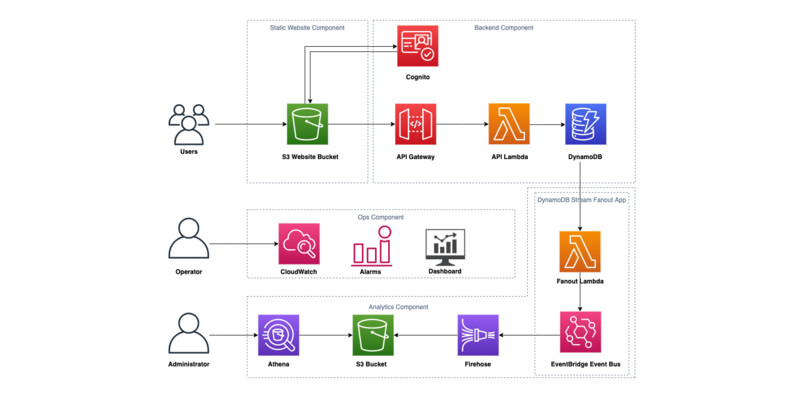 Static Website Component
Backend Component
Cognito
Users
S3 Website Bucket
API Gateway
API Lambda
DynamoDB
DynamoDB Stream Fanout App
Ops Component
Operator
CloudWatch
Alarms
Dashboard
Fanout Lambda
Analytics Component
Administrator
Athena
S3 Bucket
Firehose
EventBridge Event Bus